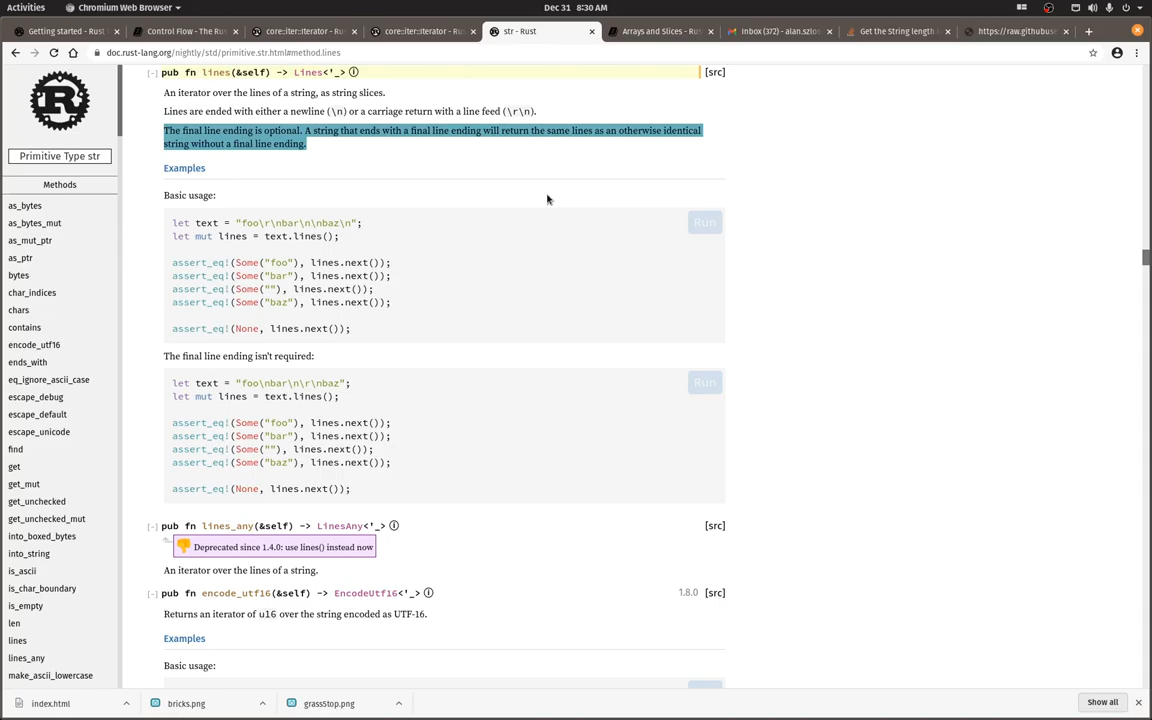 Activities
Chromium Web Browser
Dec 31 8:30 AM
Getting started - Rust
Control Flow - The Rus
core::iter::Iterator - Ru
core::iter::Iterator - Ru
str - Rust
Arrays and Slices - Rus
Inbox (372) - alan.szlos
Get the String length i
https://raw.githubuse
doc.rust-lang.org/nightly/std/primitive.str.html#method.lines
Primitive Type str
Methods
as_bytes
as_bytes_mut
as_mut_ptr
as_ptr
bytes
char_indices
chars
contains
encode_utf16
ends_with
eq_ignore_ascii_case
escape_debug
escape_default
escape_unicode
find
get
get_mut
get_unchecked
get_unchecked_mut
into_boxed_bytes
into_string
is_ascii
is_char_boundary
is_empty
len
lines
lines_any
make_ascii_lowercase
[-] pub fn lines(&self) -> Lines<'_> ⓘ [src]
An iterator over the lines of a string, as string slices.
Lines are ended with either a newline (\n) or a carriage return with a line feed (\r\n).
The final line ending is optional. A string that ends with a final line ending will return the same lines as an otherwise identical
string without a final line ending.
Examples
Basic usage:
Run
let text = "foo\r\nbar\n\nbaz\n";
let mut lines = text.lines();
assert_eq!(Some("foo"), lines.next());
assert_eq!(Some("bar"), lines.next());
assert_eq!(Some(""), lines.next());
assert_eq!(Some("baz"), lines.next());
assert_eq!(None, lines.next());
The final line ending isn't required:
Run
let text = "foo\nbar\n\r\nbaz";
let mut lines = text.lines();
assert_eq!(Some("foo"), lines.next());
assert_eq!(Some("bar"), lines.next());
assert_eq!(Some(""), lines.next());
assert_eq!(Some("baz"), lines.next());
assert_eq!(None, lines.next());
[-] pub fn lines_any(&self) -> LinesAny<'_> ⓘ [src]
👎 Deprecated since 1.4.0: use lines() instead now
An iterator over the lines of a string.
[-] pub fn encode_utf16(&self) -> EncodeUtf16<'_> ⓘ 1.8.0 [src]
Returns an iterator of u16 over the string encoded as UTF-16.
Examples
Basic usage:
index.html
bricks.png
grassStop.png
Show all